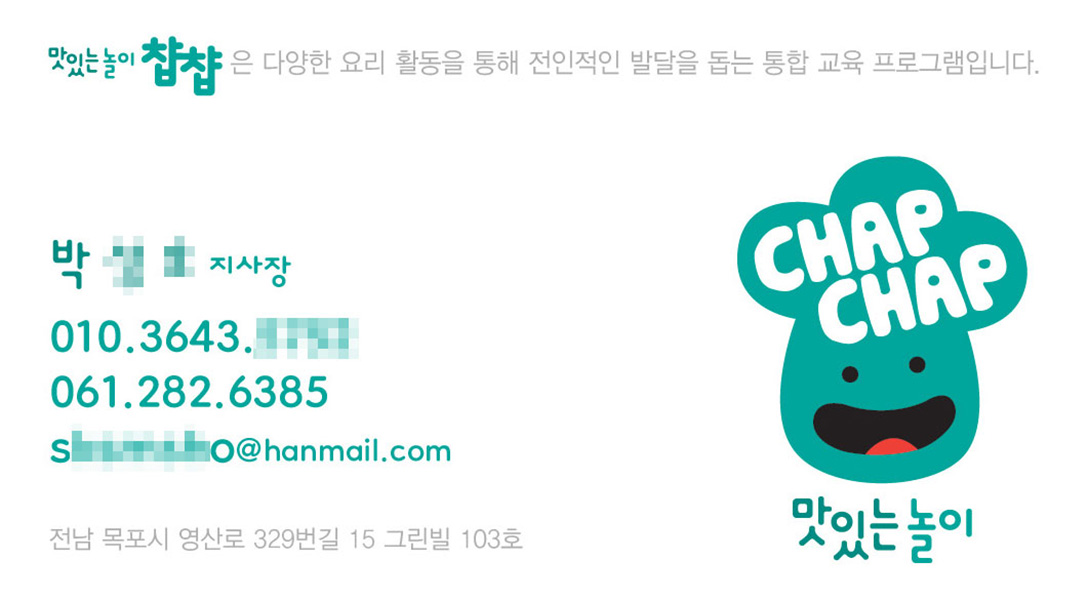 맛있는 놀이 챱챱 은 다양한 요리 활동을 통해 전인적인 발달을 돕는 통합 교육 프로그램입니다.
박 지사장
010.3643.
061.282.6385
@hanmail.com
전남 목포시 영산로 329번길 15 그린빌 103호
CHAP
CHAP
맛있는 놀이